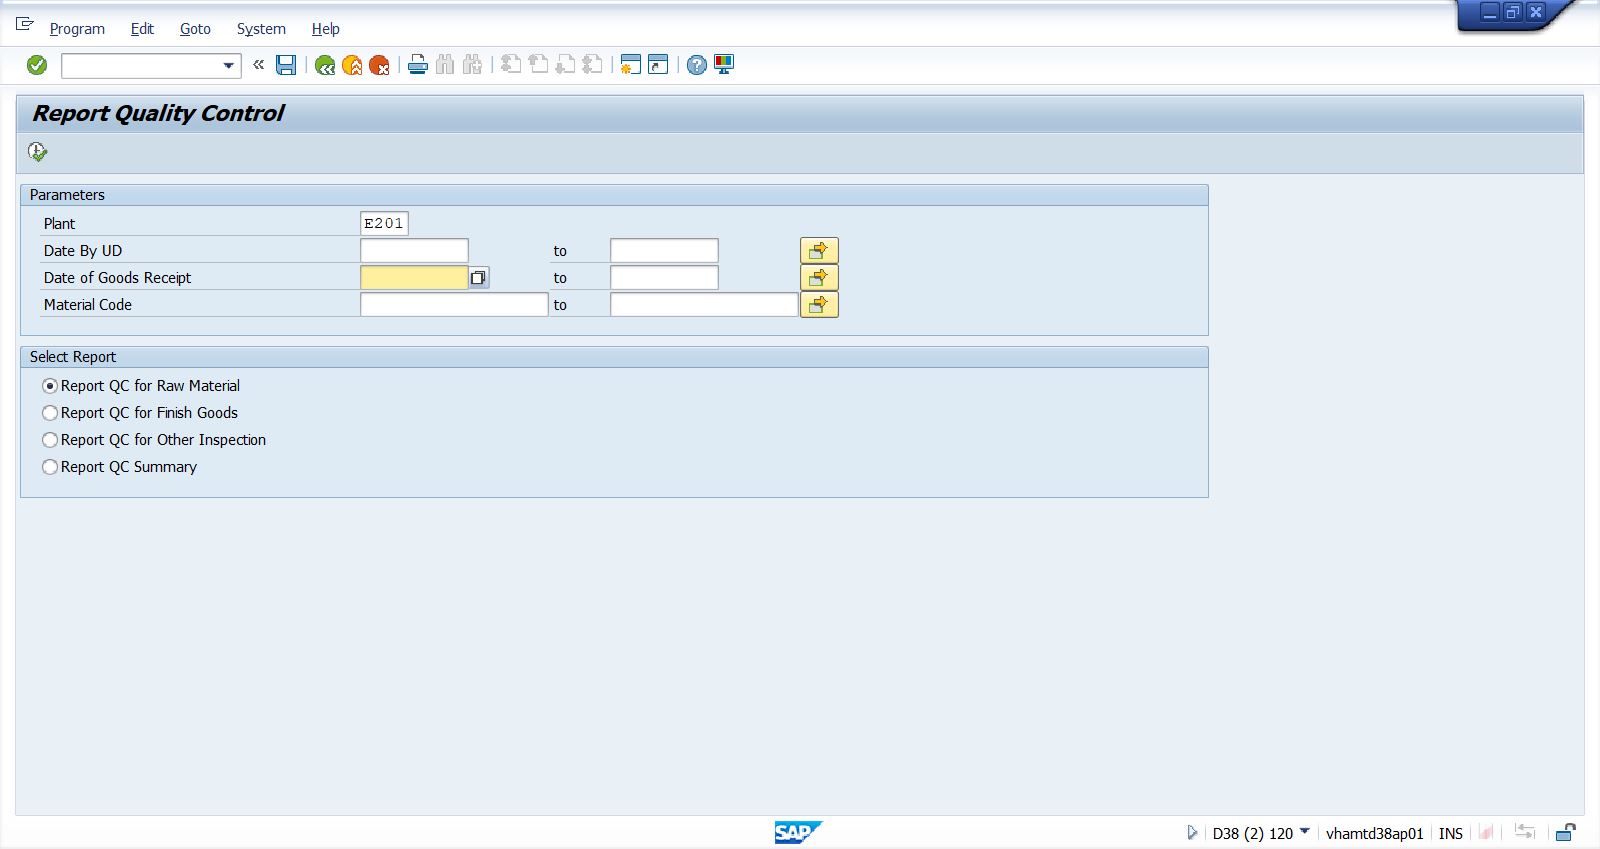 Program Edit Goto System Help
Report Quality Control
Parameters
Plant E201
Date By UD to
Date of Goods Receipt to
Material Code to
Select Report
Report QC for Raw Material
Report QC for Finish Goods
Report QC for Other Inspection
Report QC Summary
SAP D38 (2) 120 vhamtd38ap01 INS